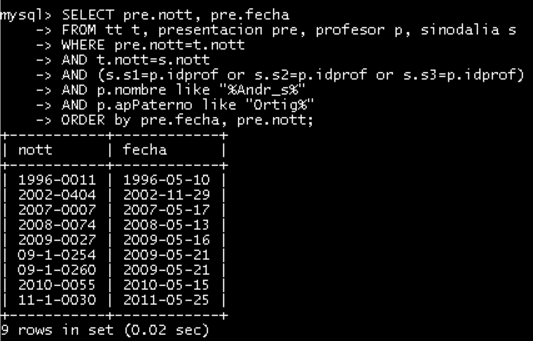 mysql> SELECT pre.nott, pre.fecha
    -> FROM tt t, presentacion pre, profesor p, sinodalia s
    -> WHERE pre.nott=t.nott
    -> AND t.nott=s.nott
    -> AND (s.s1=p.idprof or s.s2=p.idprof or s.s3=p.idprof)
    -> AND p.nombre like "%Andr_s%"
    -> AND p.apPaterno like "Ortig%"
    -> ORDER by pre.fecha, pre.nott;
+-----------+------------+
| nott      | fecha      |
+-----------+------------+
| 1996-0011 | 1996-05-10 |
| 2002-0404 | 2002-11-29 |
| 2007-0007 | 2007-05-17 |
| 2008-0074 | 2008-05-13 |
| 2009-0027 | 2009-05-16 |
| 09-1-0254 | 2009-05-21 |
| 09-1-0260 | 2009-05-21 |
| 2010-0055 | 2010-05-15 |
| 11-1-0030 | 2011-05-25 |
+-----------+------------+
9 rows in set (0.02 sec)